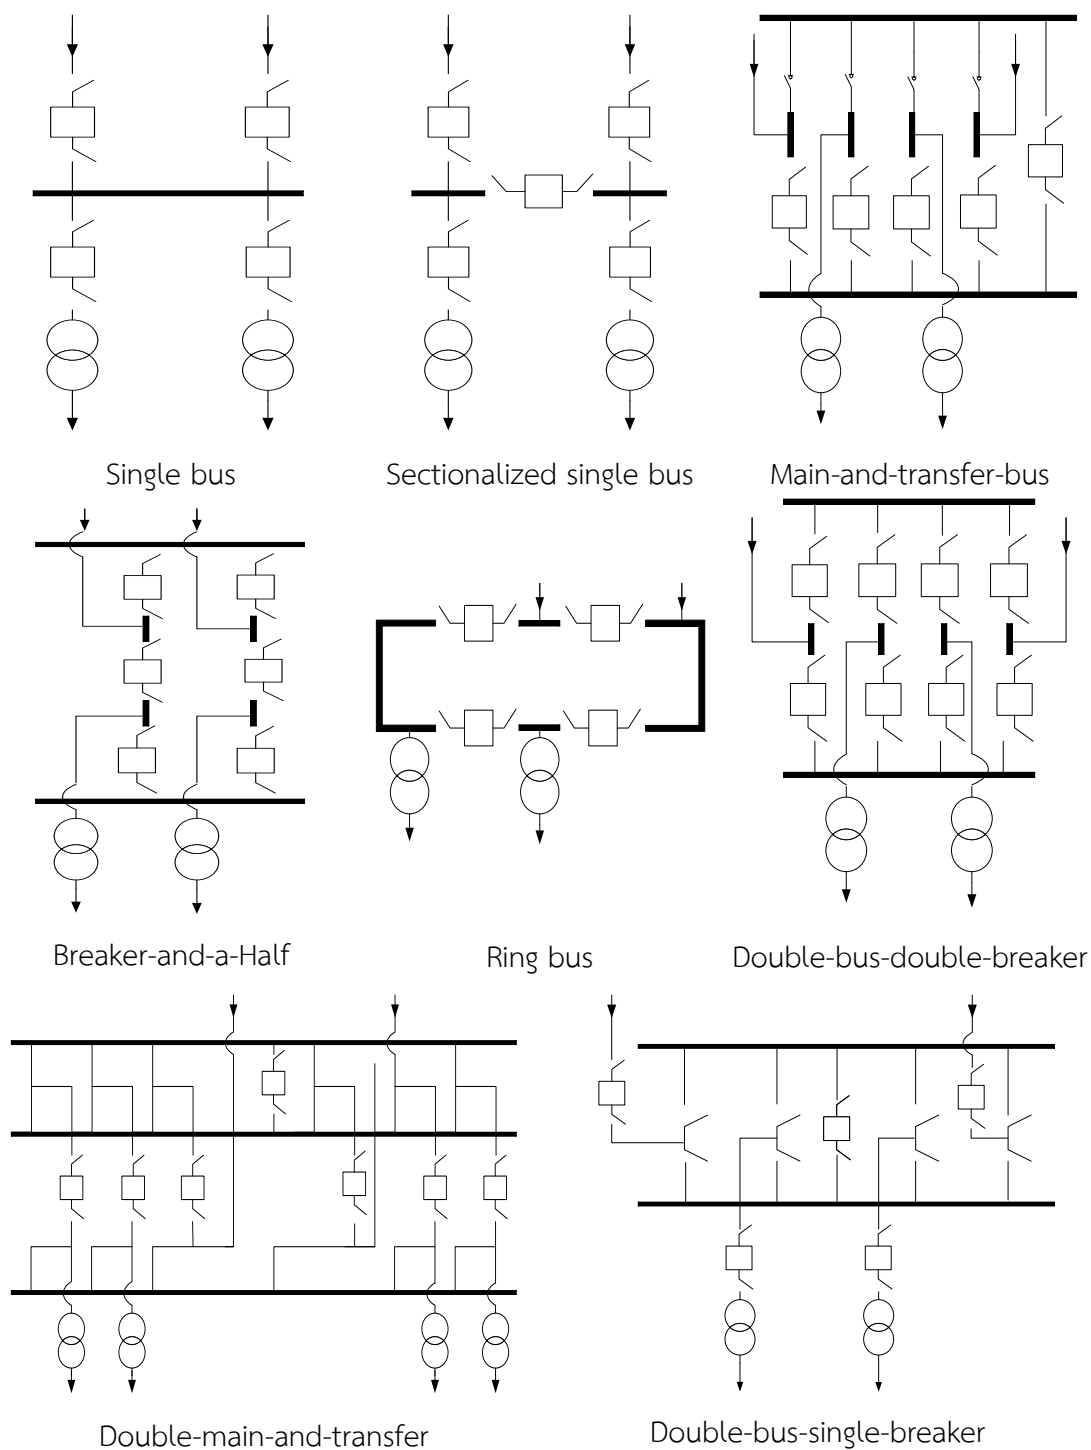 Single bus
Sectionalized single bus
Main-and-transfer-bus
Breaker-and-a-Half
Ring bus
Double-bus-double-breaker
Double-main-and-transfer
Double-bus-single-breaker